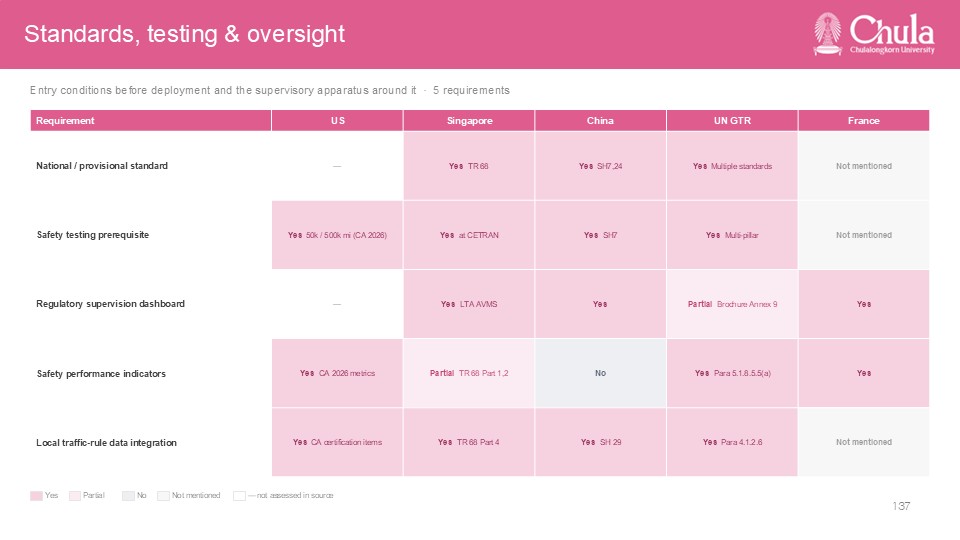 Standards, testing & oversight
Chula
Chulalongkorn University
Entry conditions before deployment and the supervisory apparatus around it · 5 requirements
Requirement US Singapore China UN GTR France
National / provisional standard — Yes TR 68 Yes SH7,24 Yes Multiple standards Not mentioned
Safety testing prerequisite Yes 50k / 500k mi (CA 2026) Yes at CETRAN Yes SH7 Yes Multi-pillar Not mentioned
Regulatory supervision dashboard — Yes LTA AVMS Yes Partial Brochure Annex 9 Yes
Safety performance indicators Yes CA 2026 metrics Partial TR 68 Part 1,2 No Yes Para 5.1.8.5.5(a) Yes
Local traffic-rule data integration Yes CA certification items Yes TR 68 Part 4 Yes SH 29 Yes Para 4.1.2.6 Not mentioned
Yes Partial No Not mentioned — not assessed in source
137